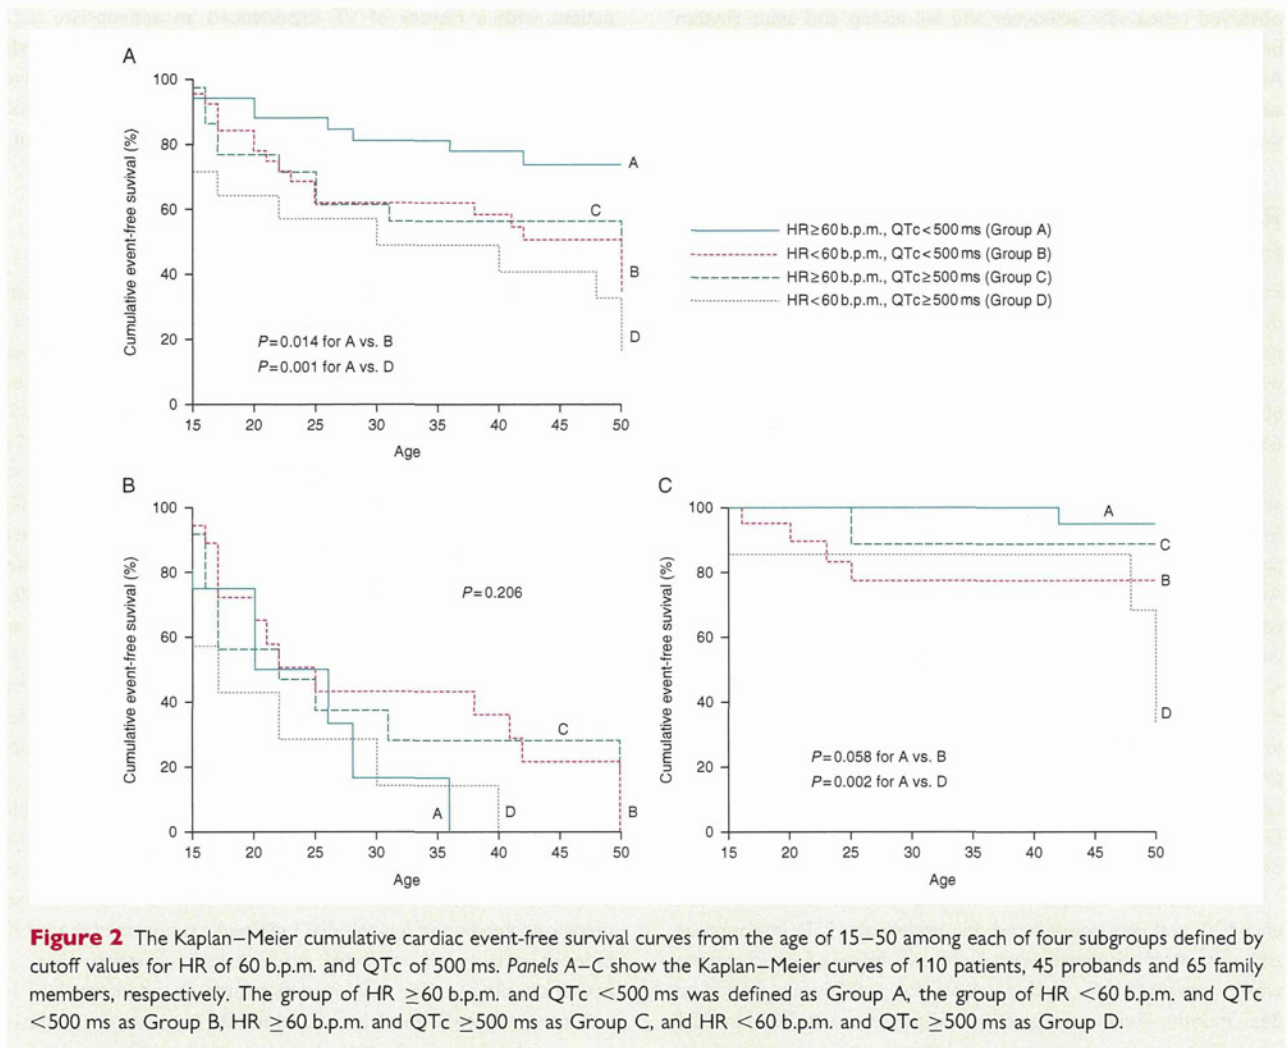 A
100
80
60
40
20
0
Cumulative event-free suvival (%)
A
C
B
D
P=0.014 for A vs. B
P=0.001 for A vs. D
15 20 25 30 35 40 45 50
Age
HR≥60 b.p.m., QTc<500 ms (Group A)
HR<60 b.p.m., QTc<500 ms (Group B)
HR≥60 b.p.m., QTc≥500 ms (Group C)
HR<60 b.p.m., QTc≥500 ms (Group D)
B
100
80
60
40
20
0
Cumulative event-free suvival (%)
P=0.206
C
A D B
15 20 25 30 35 40 45 50
Age
C
100
80
60
40
20
0
Cumulative event-free suvival (%)
A
C
B
D
P=0.058 for A vs. B
P=0.002 for A vs. D
15 20 25 30 35 40 45 50
Age
Figure 2 The Kaplan–Meier cumulative cardiac event-free survival curves from the age of 15–50 among each of four subgroups defined by
cutoff values for HR of 60 b.p.m. and QTc of 500 ms. Panels A–C show the Kaplan–Meier curves of 110 patients, 45 probands and 65 family
members, respectively. The group of HR ≥60 b.p.m. and QTc <500 ms was defined as Group A, the group of HR <60 b.p.m. and QTc
<500 ms as Group B, HR ≥60 b.p.m. and QTc ≥500 ms as Group C, and HR <60 b.p.m. and QTc ≥500 ms as Group D.